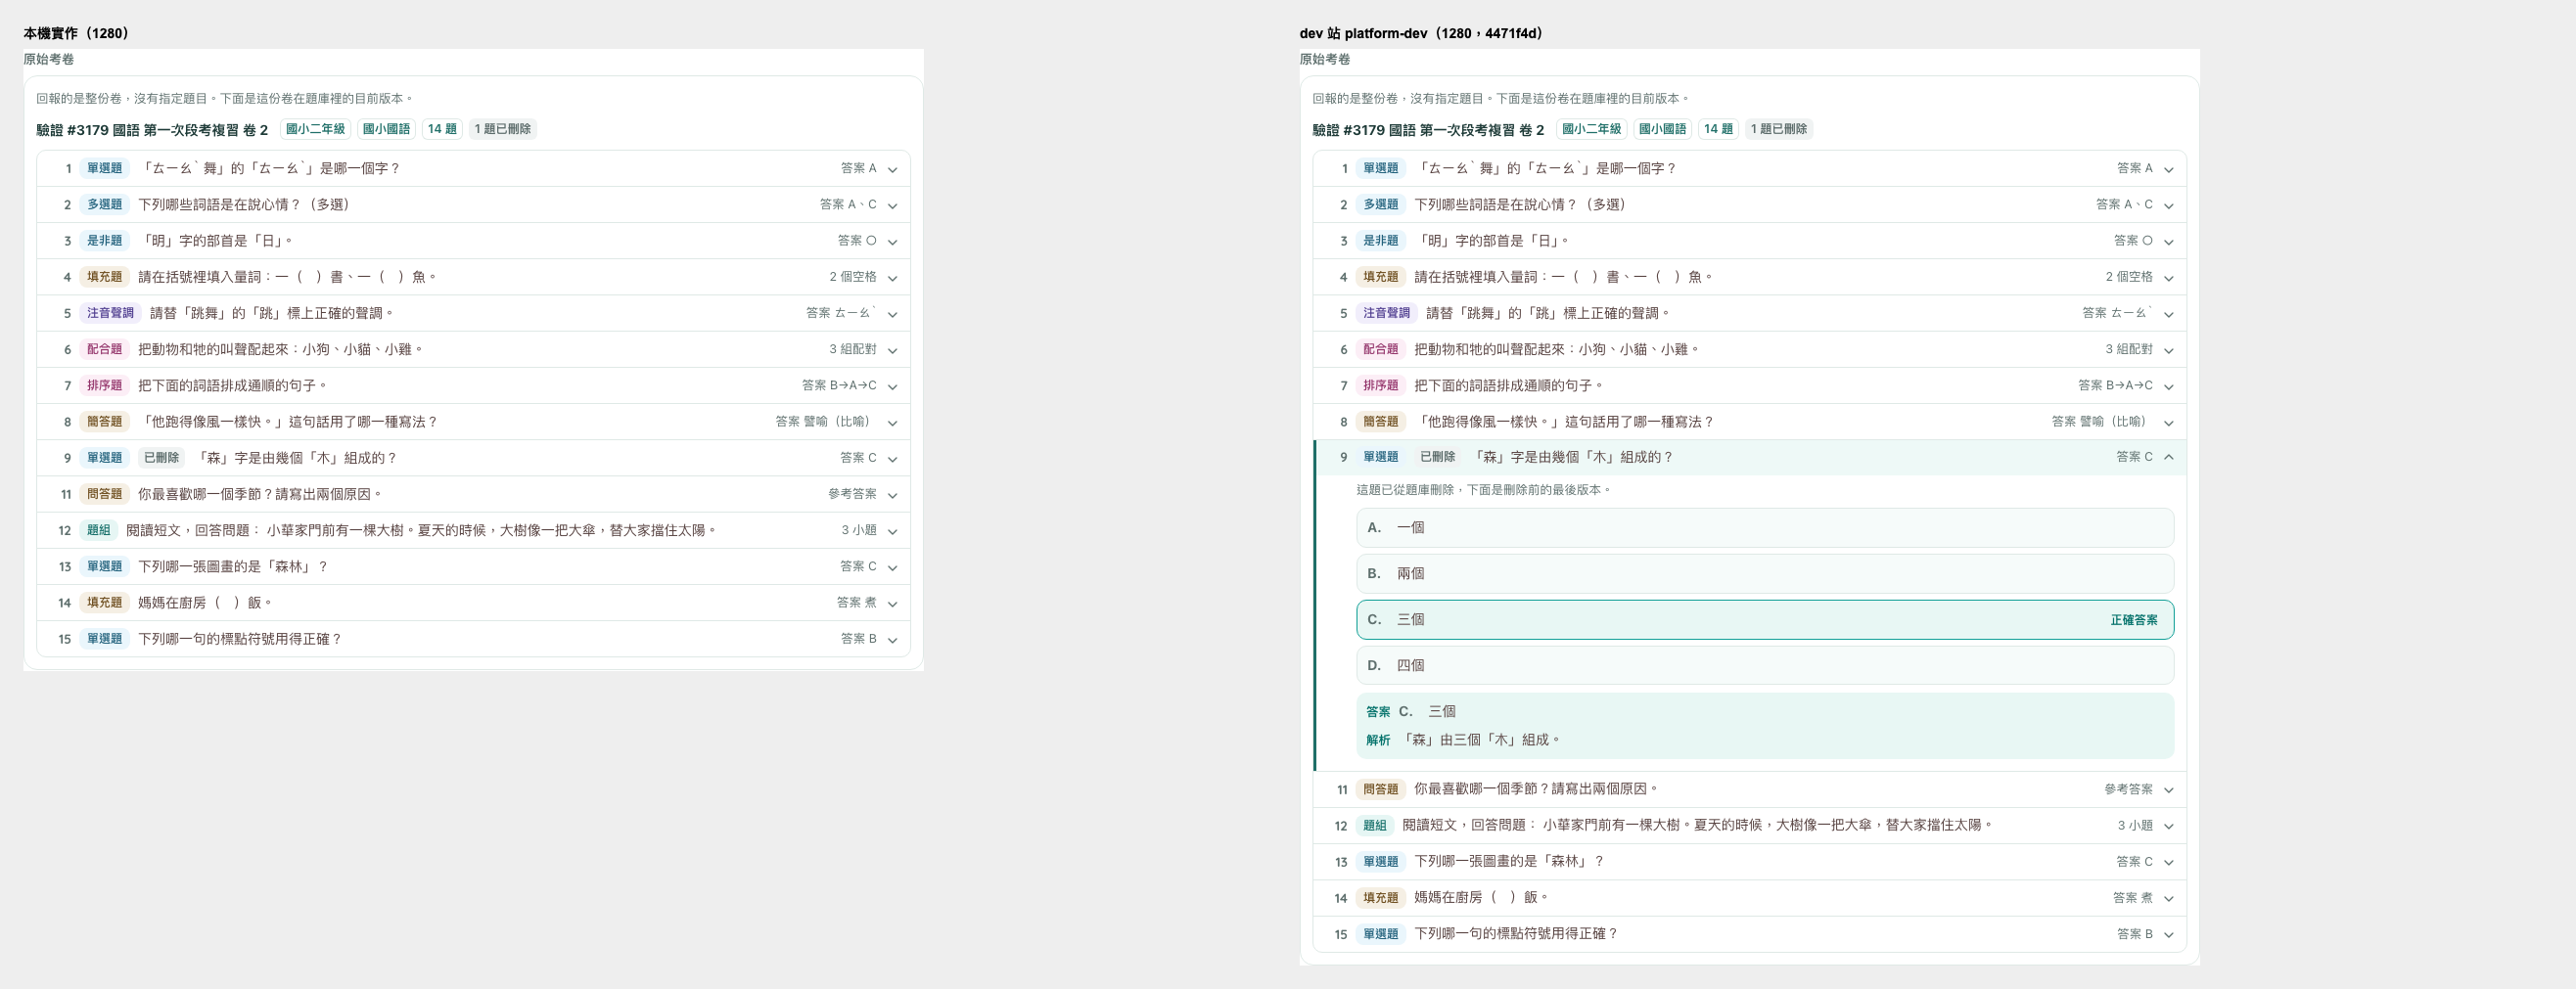 本機實作（1280）
原始考卷
回報的是整份卷，沒有指定題目。下面是這份卷在題庫裡的目前版本。
驗證 #3179 國語 第一次段考複習 卷 2 國小二年級 國小國語 14 題 1 題已刪除
1 單選題 「ㄊㄧㄠˋ 舞」的「ㄊㄧㄠˋ」是哪一個字？ 答案 A
2 多選題 下列哪些詞語是在說心情？（多選） 答案 A、C
3 是非題 「明」字的部首是「日」。 答案 ○
4 填充題 請在括號裡填入量詞：一（　）書、一（　）魚。 2 個空格
5 注音聲調 請替「跳舞」的「跳」標上正確的聲調。 答案 ㄊㄧㄠˋ
6 配合題 把動物和牠的叫聲配起來：小狗、小貓、小雞。 3 組配對
7 排序題 把下面的詞語排成通順的句子。 答案 B→A→C
8 簡答題 「他跑得像風一樣快。」這句話用了哪一種寫法？ 答案 譬喻（比喻）
9 單選題 已刪除 「森」字是由幾個「木」組成的？ 答案 C
11 問答題 你最喜歡哪一個季節？請寫出兩個原因。 參考答案
12 題組 閱讀短文，回答問題： 小華家門前有一棵大樹。夏天的時候，大樹像一把大傘，替大家擋住太陽。 3 小題
13 單選題 下列哪一張圖畫的是「森林」？ 答案 C
14 填充題 媽媽在廚房（　）飯。 答案 煮
15 單選題 下列哪一句的標點符號用得正確？ 答案 B
dev 站 platform-dev（1280，4471f4d）
原始考卷
回報的是整份卷，沒有指定題目。下面是這份卷在題庫裡的目前版本。
驗證 #3179 國語 第一次段考複習 卷 2 國小二年級 國小國語 14 題 1 題已刪除
1 單選題 「ㄊㄧㄠˋ 舞」的「ㄊㄧㄠˋ」是哪一個字？ 答案 A
2 多選題 下列哪些詞語是在說心情？（多選） 答案 A、C
3 是非題 「明」字的部首是「日」。 答案 ○
4 填充題 請在括號裡填入量詞：一（　）書、一（　）魚。 2 個空格
5 注音聲調 請替「跳舞」的「跳」標上正確的聲調。 答案 ㄊㄧㄠˋ
6 配合題 把動物和牠的叫聲配起來：小狗、小貓、小雞。 3 組配對
7 排序題 把下面的詞語排成通順的句子。 答案 B→A→C
8 簡答題 「他跑得像風一樣快。」這句話用了哪一種寫法？ 答案 譬喻（比喻）
9 單選題 已刪除 「森」字是由幾個「木」組成的？ 答案 C
這題已從題庫刪除，下面是刪除前的最後版本。
A. 一個
B. 兩個
C. 三個 正確答案
D. 四個
答案 C. 三個
解析 「森」由三個「木」組成。
11 問答題 你最喜歡哪一個季節？請寫出兩個原因。 參考答案
12 題組 閱讀短文，回答問題： 小華家門前有一棵大樹。夏天的時候，大樹像一把大傘，替大家擋住太陽。 3 小題
13 單選題 下列哪一張圖畫的是「森林」？ 答案 C
14 填充題 媽媽在廚房（　）飯。 答案 煮
15 單選題 下列哪一句的標點符號用得正確？ 答案 B